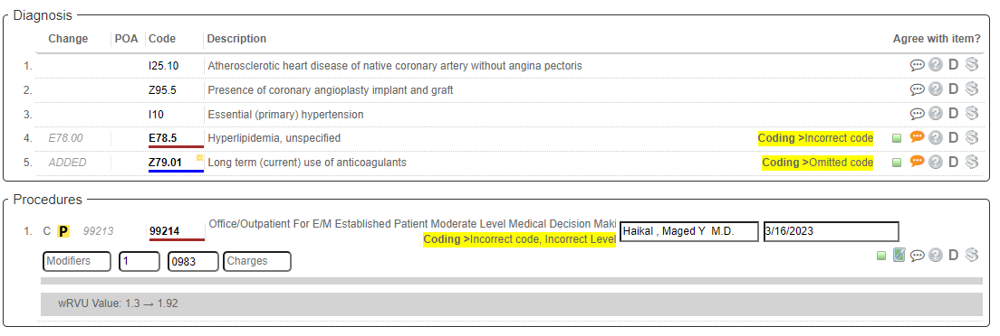 Diagnosis
Change POA Code Description Agree with item?
1. I25.10 Atherosclerotic heart disease of native coronary artery without angina pectoris D
2. Z95.5 Presence of coronary angioplasty implant and graft D
3. I10 Essential (primary) hypertension D
4. E78.00 E78.5 Hyperlipidemia, unspecified Coding >Incorrect code D
5. ADDED Z79.01 Long term (current) use of anticoagulants Coding >Omitted code D
Procedures
1. C P 99213 99214 Office/Outpatient For E/M Established Patient Moderate Level Medical Decision Maki
Coding >Incorrect code, Incorrect Level Haikal , Maged Y M.D. 3/16/2023
Modifiers 1 0983 Charges D
wRVU Value: 1.3 → 1.92